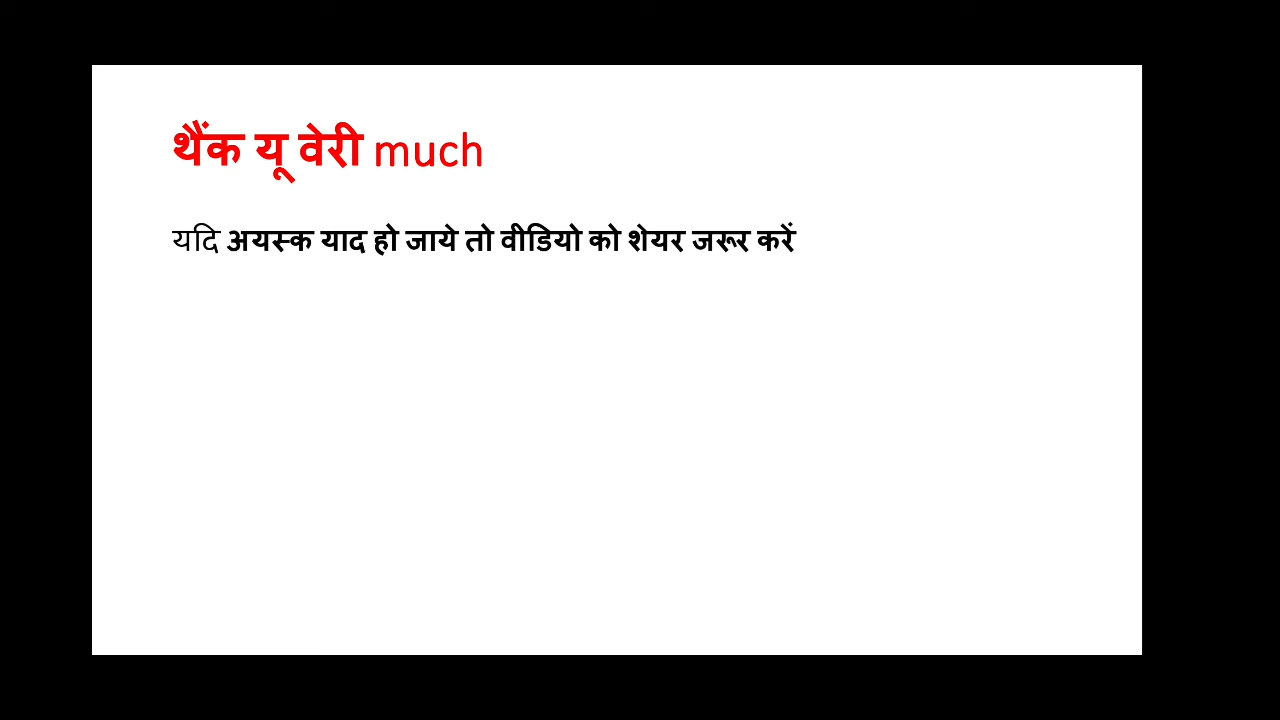 थैंक यू वेरी much
यदि अयस्क याद हो जाये तो वीडियो को शेयर जरूर करें